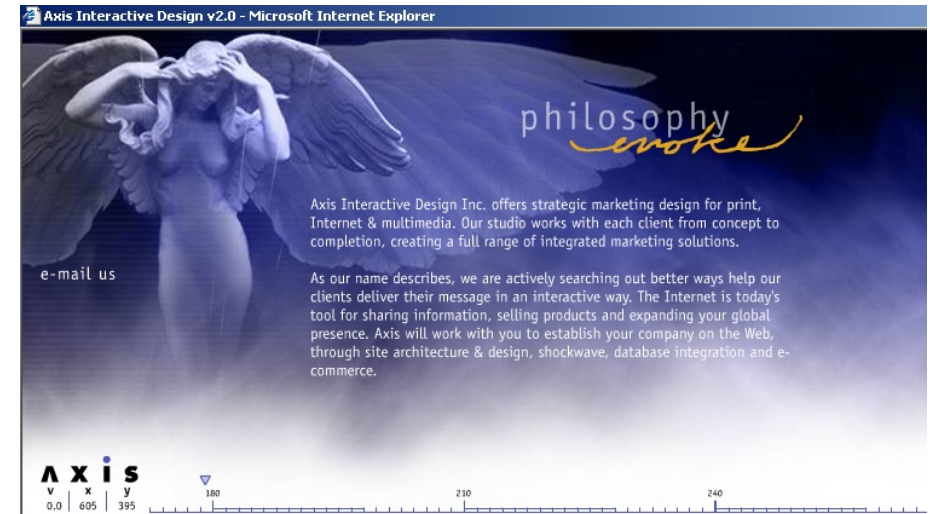 Axis Interactive Design v2.0 - Microsoft Internet Explorer
philosophy
evoke
Axis Interactive Design Inc. offers strategic marketing design for print,
Internet & multimedia. Our studio works with each client from concept to
completion, creating a full range of integrated marketing solutions.
e-mail us
As our name describes, we are actively searching out better ways help our
clients deliver their message in an interactive way. The Internet is today's
tool for sharing information, selling products and expanding your global
presence. Axis will work with you to establish your company on the Web,
through site architecture & design, shockwave, database integration and e-
commerce.
AXiS
v x y
0.0 605 395
180 210 240